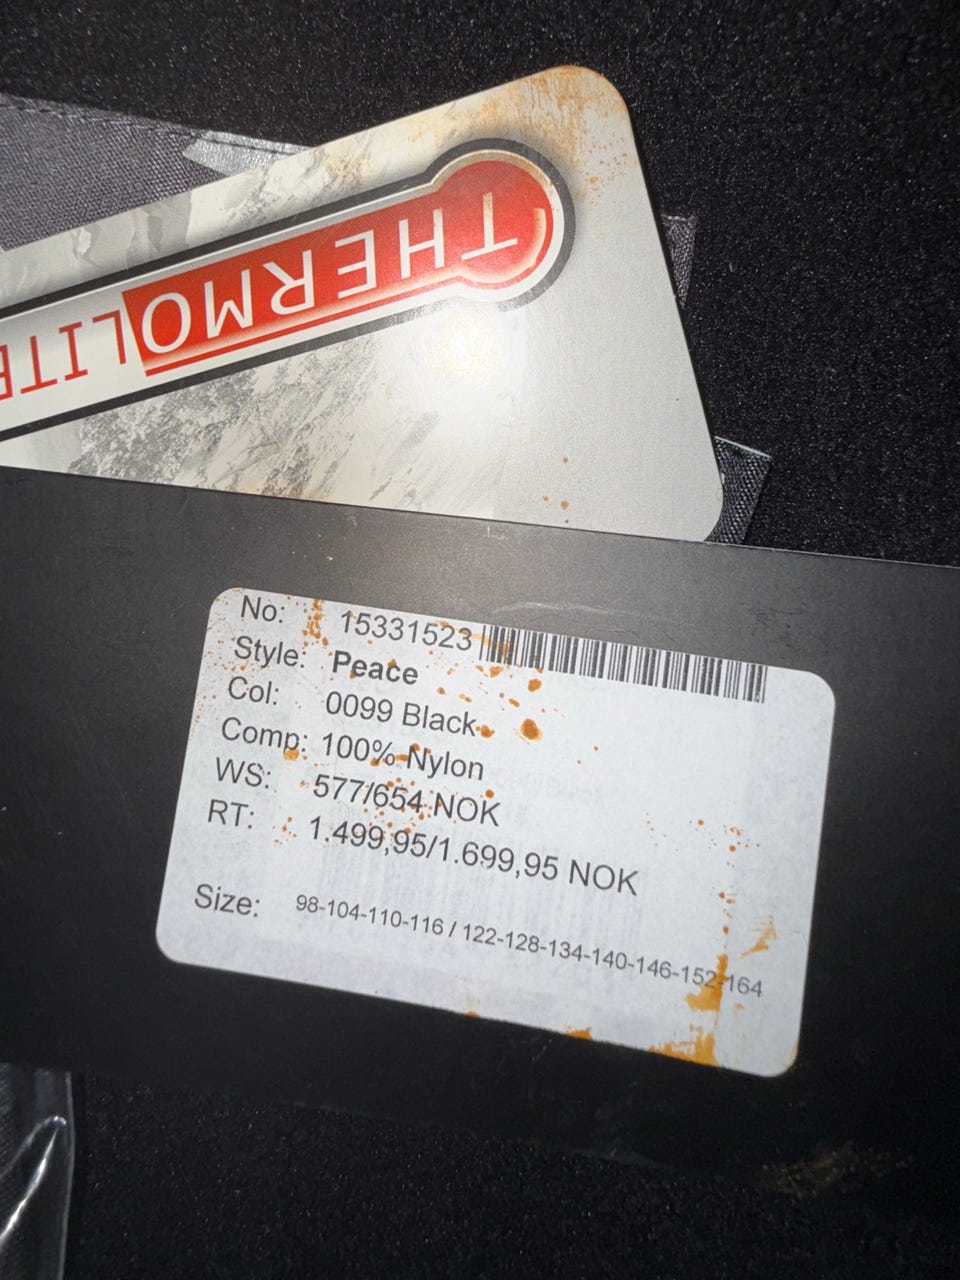 THERMOLITE
No: 15331523
Style: Peace
Col: 0099 Black
Comp: 100% Nylon
WS: 577/654 NOK
RT: 1.499,95/1.699,95 NOK
Size: 98-104-110-116 / 122-128-134-140-146-152-164